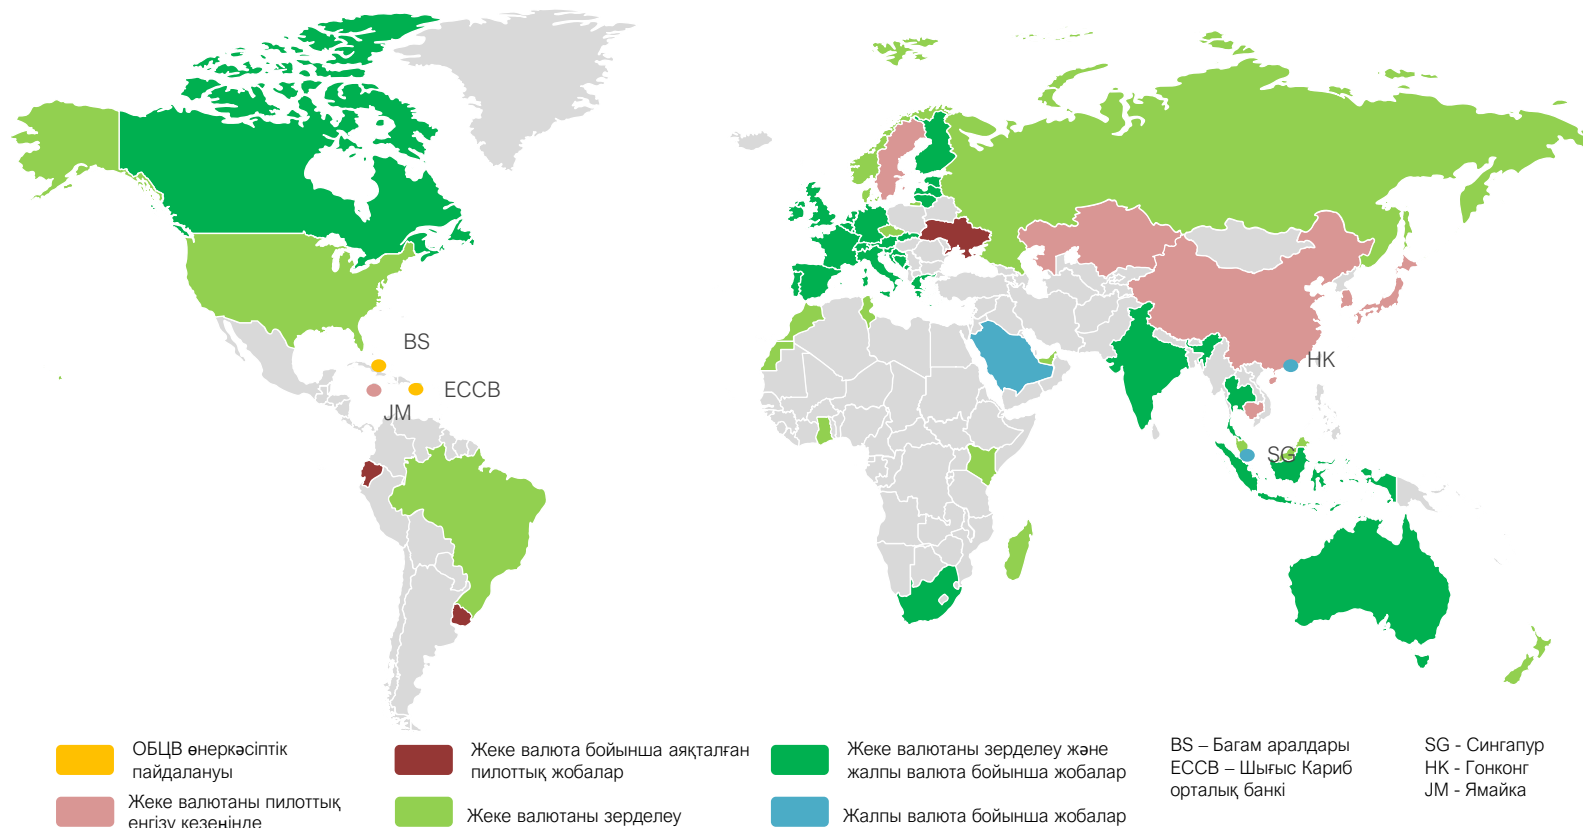 BS
HK
ECCB
JM
SG
ОБЦВ өнеркәсіптік
пайдалануы
Жеке валютаны пилоттық
енгізу кезеңінде
Жеке валюта бойынша аяқталған
пилоттық жобалар
Жеке валютаны зерделеу
Жеке валютаны зерделеу және
жалпы валюта бойынша жобалар
Жалпы валюта бойынша жобалар
BS – Багам аралдары
ECCB – Шығыс Кариб
орталық банкі
SG - Сингапур
HK - Гонконг
JM - Ямайка